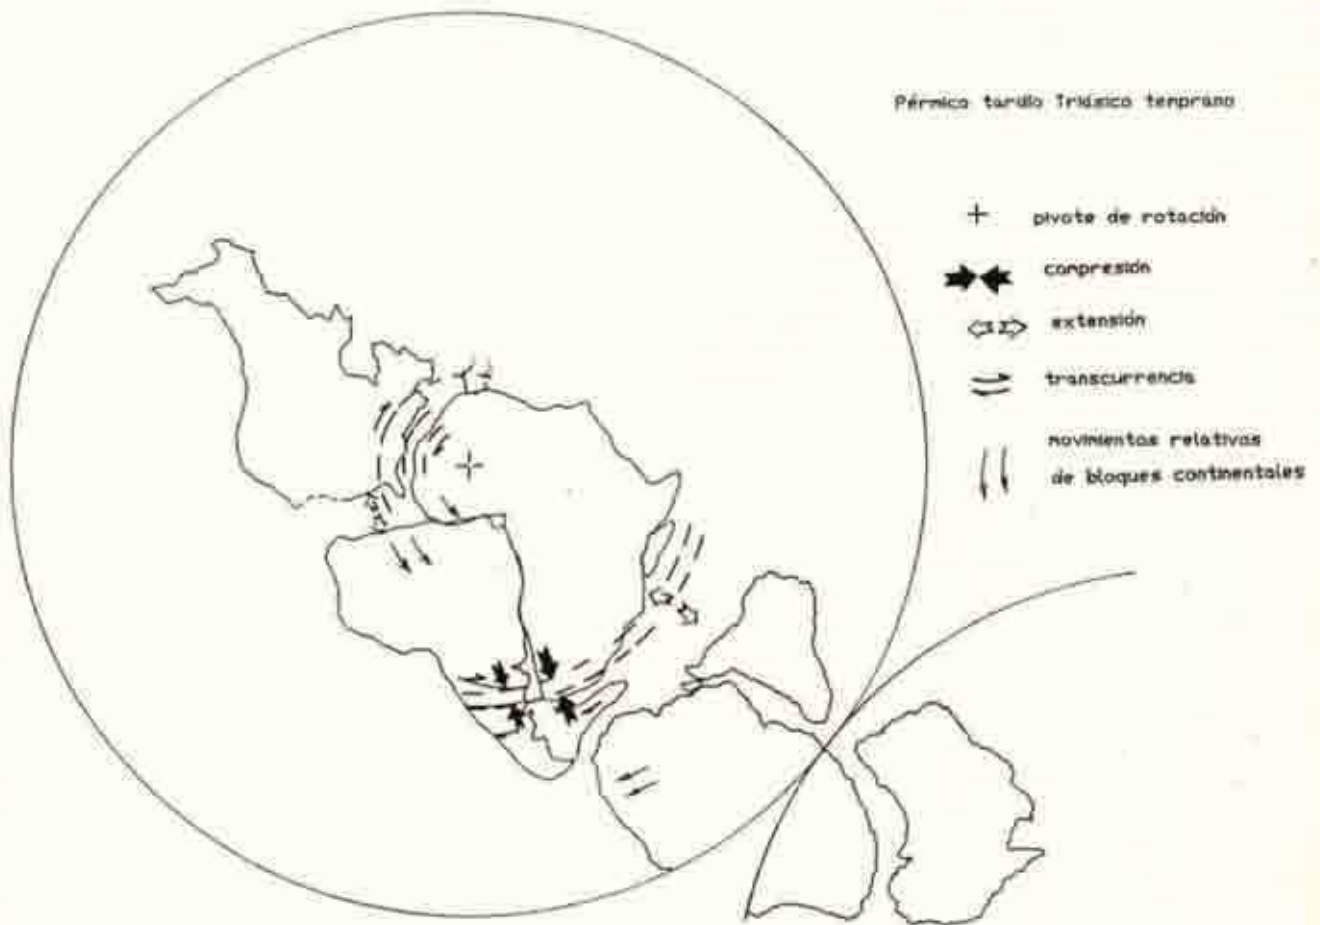 Pérmico tardío Triásico temprano
pivote de rotación
compresión
extensión
transcurrencia
movimientos relativos
de bloques continentales